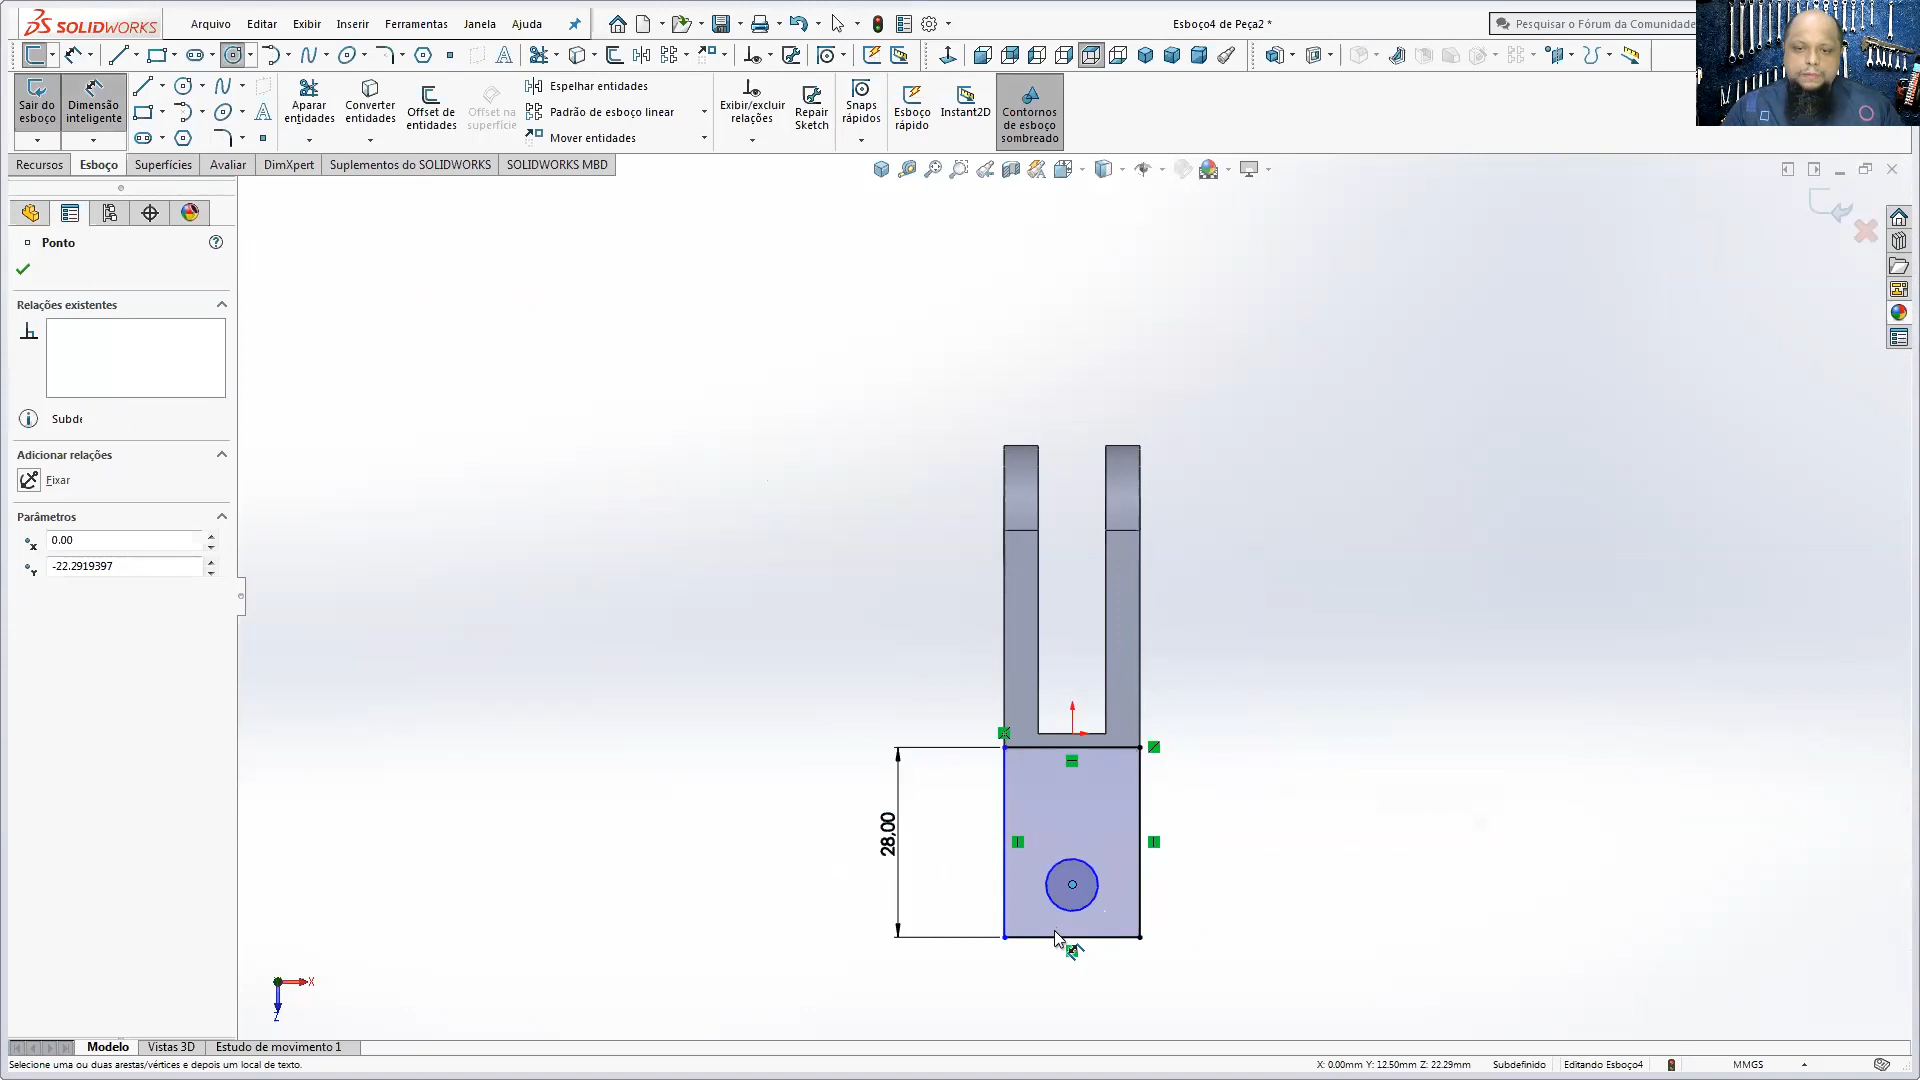 SOLIDWORKS
Arquivo Editar Exibir Inserir Ferramentas Janela Ajuda
Esboço4 de Peça2 *
Pesquisar o Fórum da Comunidade
Sair do esboço
Dimensão inteligente
Aparar entidades
Converter entidades
Offset de entidades
Offset na superfície
Espelhar entidades
Padrão de esboço linear
Mover entidades
Exibir/excluir relações
Repair Sketch
Snaps rápidos
Esboço rápido
Instant2D
Contornos de esboço sombreado
Recursos Esboço Superfícies Avaliar DimXpert Suplementos do SOLIDWORKS SOLIDWORKS MBD
Ponto
Relações existentes
Subde
Adicionar relações
Fixar
Parâmetros
X 0.00
Y -22.2919397
28,00
X
Z
Modelo Vistas 3D Estudo de movimento 1
Selecione uma ou duas arestas/vértices e depois um local de texto.
X: 0.00mm Y: 12.50mm Z: 22.29mm Subdefinido Editando Esboço4 MMGS